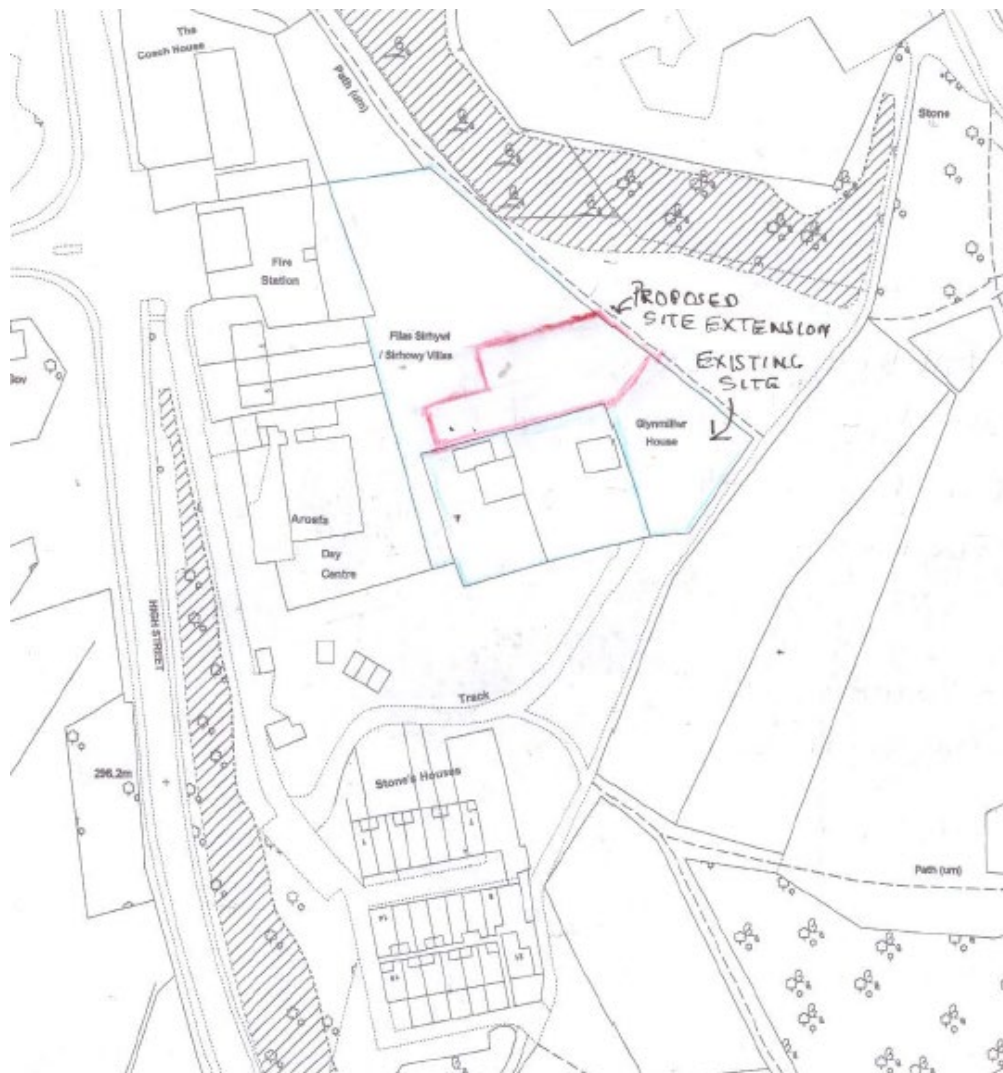 The
Coach House
Path (um)
Stone
Fire
Station
PROPOSED
SITE EXTENSION
EXISTING
SITE
Filas Sirhywi
/ Sirhowy Villas
House
Arosfa
Day
Centre
HIGH STREET
Track
Stone's Houses
296.2m
Path (um)